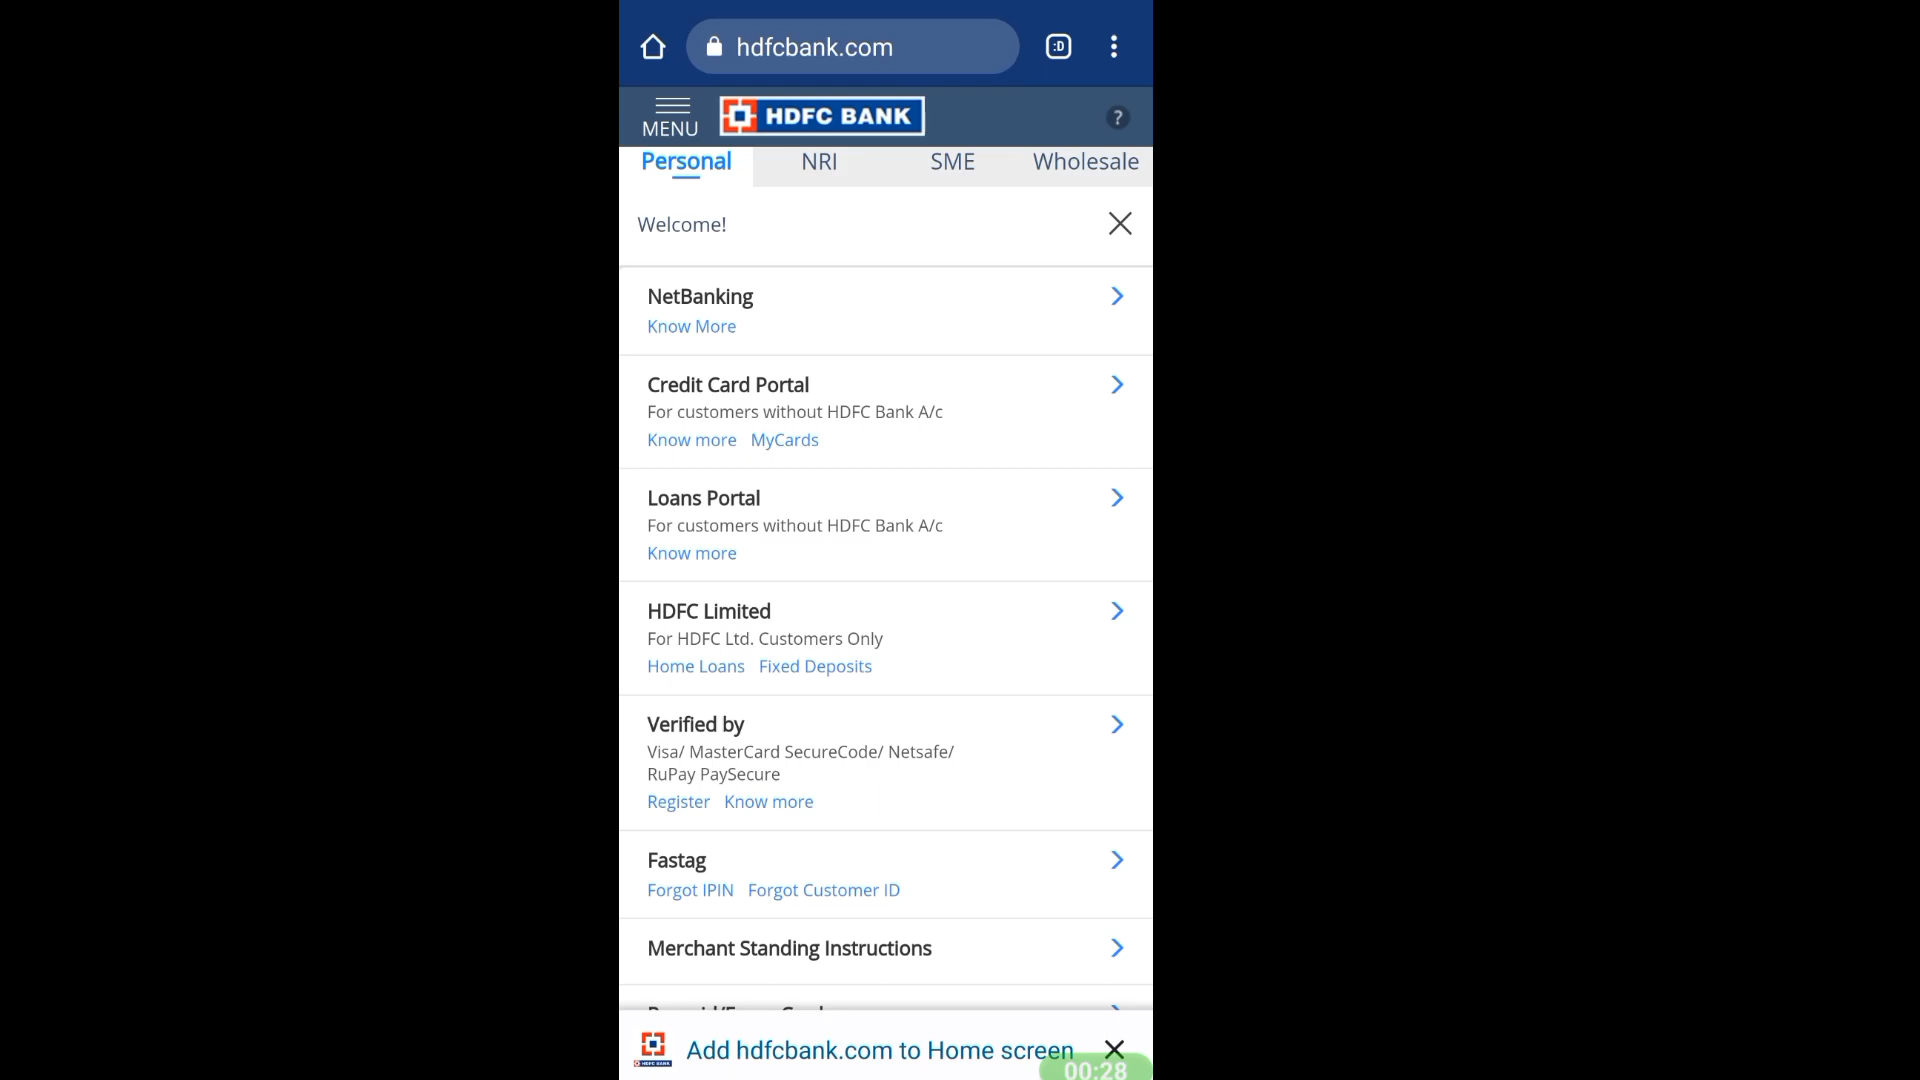 :D
hdfcbank.com
MENU
HDFC BANK
?
Personal NRI SME Wholesale
Welcome!
NetBanking
Know More
Credit Card Portal
For customers without HDFC Bank A/c
Know more MyCards
Loans Portal
For customers without HDFC Bank A/c
Know more
HDFC Limited
For HDFC Ltd. Customers Only
Home Loans Fixed Deposits
Verified by
Visa/ MasterCard SecureCode/ Netsafe/
RuPay PaySecure
Register Know more
Fastag
Forgot IPIN Forgot Customer ID
Merchant Standing Instructions
HDFC BANK
Add hdfcbank.com to Home screen
00:28